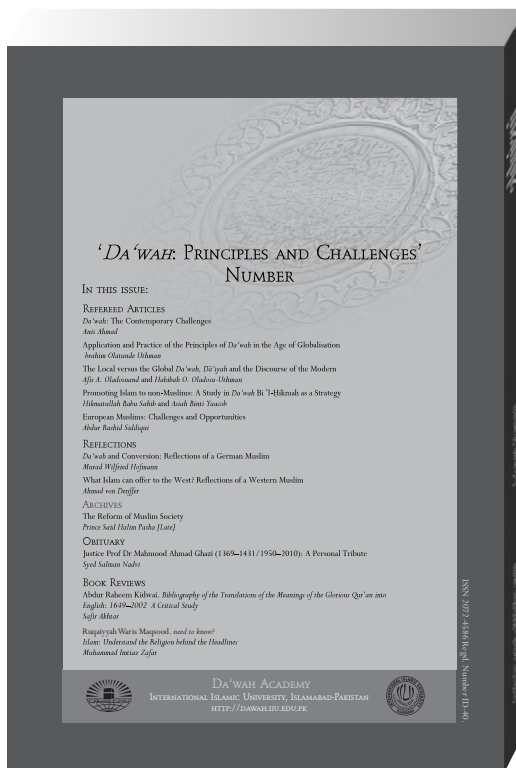 ‘Da‘wah: Principles and Challenges’
Number
In this issue:
Refereed Articles
Da‘wah: The Contemporary Challenges
Anis Ahmad
Application and Practice of the Principles of Da‘wah in the Age of Globalisation
brahim Olatunde Uthman
The Local versus the Global Da‘wah, Dā‘iyah and the Discourse of the Modern
Afis A. Oladosuand and Habibah O. Oladosu-Uthman
Promoting Islam to non-Muslims: A Study in Da‘wah Bi ’l-Ḥikmah as a Strategy
Hikmatullah Babu Sahib and Asiah Binti Yaacob
European Muslims: Challenges and Opportunities
Abdur Rashid Siddiqui
Reflections
Da‘wah and Conversion: Reflections of a German Muslim
Murad Wilfried Hofmann
What Islam can offer to the West? Reflections of a Western Muslim
Ahmad von Denffer
Archives
The Reform of Muslim Society
Prince Said Halim Pasha [Late]
Obituary
Justice Prof Dr Mahmood Ahmad Ghazi (1369–1431/1950–2010): A Personal Tribute
Syed Salman Nadvi
Book Reviews
Abdur Raheem Kidwai. Bibliography of the Translations of the Meanings of the Glorious Qur’an into
English: 1649–2002 A Critical Study
Safir Akhtar
Ruqaiyyah Waris Maqsood. need to know?
Islam: Understand the Religion behind the Headlines
Muhammad Imtiaz Zafar
Da‘wah Academy
International Islamic University, Islamabad-Pakistan
http://dawah.iiu.edu.pk
ISSN 2072-4586 Regd. Number ID-40.